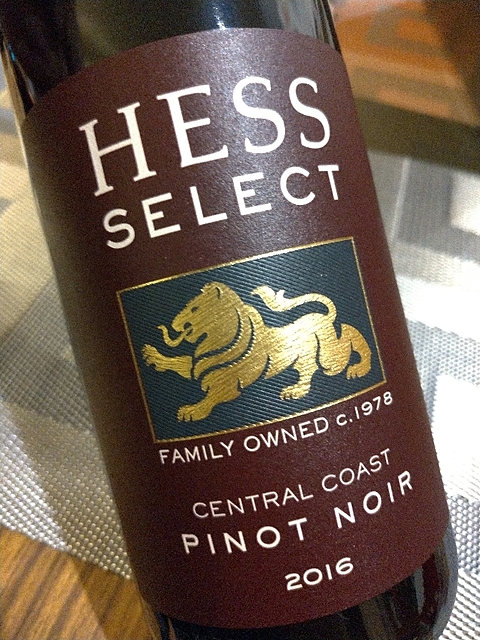 HESS
SELECT
FAMILY OWNED c.1978
CENTRAL COAST
PINOT NOIR
2016